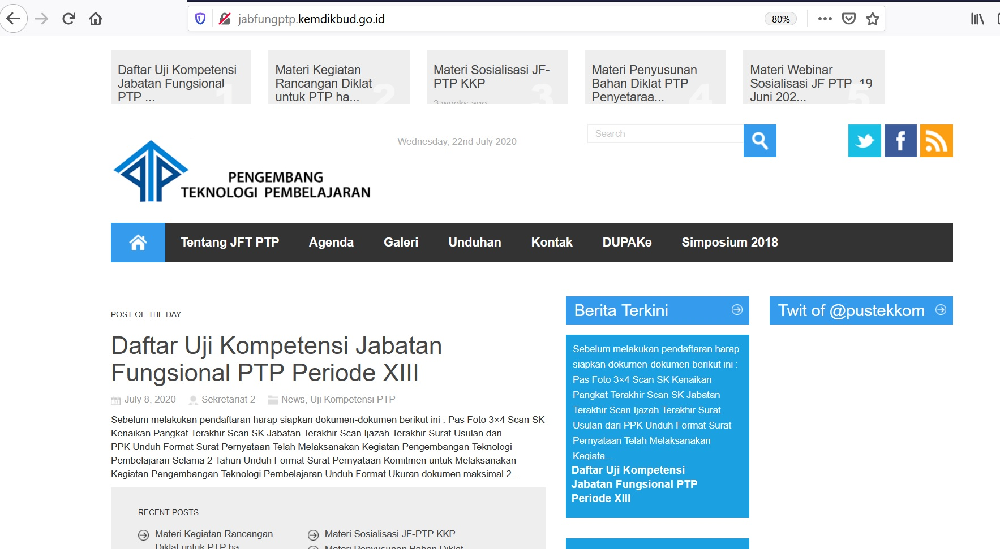 jabfungptp.kemdikbud.go.id
80%
Daftar Uji Kompetensi
Jabatan Fungsional
PTP ...
1
Materi Kegiatan
Rancangan Diklat
untuk PTP ha...
2
Materi Sosialisasi JF-
PTP KKP
3 weeks ago
3
Materi Penyusunan
Bahan Diklat PTP
Penyetaraa...
4
Materi Webinar
Sosialisasi JF PTP 19
Juni 202...
5
Wednesday, 22nd July 2020
Search
PENGEMBANG
TEKNOLOGI PEMBELAJARAN
Tentang JFT PTP Agenda Galeri Unduhan Kontak DUPAKe Simposium 2018
POST OF THE DAY
Daftar Uji Kompetensi Jabatan
Fungsional PTP Periode XIII
July 8, 2020 Sekretariat 2 News, Uji Kompetensi PTP
Sebelum melakukan pendaftaran harap siapkan dokumen-dokumen berikut ini : Pas Foto 3×4 Scan SK
Kenaikan Pangkat Terakhir Scan SK Jabatan Terakhir Scan Ijazah Terakhir Surat Usulan dari
PPK Unduh Format Surat Pernyataan Telah Melaksanakan Kegiatan Pengembangan Teknologi
Pembelajaran Selama 2 Tahun Unduh Format Surat Pernyataan Komitmen untuk Melaksanakan
Kegiatan Pengembangan Teknologi Pembelajaran Unduh Format Ukuran dokumen maksimal 2…
RECENT POSTS
Materi Kegiatan Rancangan
Diklat untuk PTP ha
Materi Sosialisasi JF-PTP KKP
Materi Penyusunan Bahan Diklat
Berita Terkini
Sebelum melakukan pendaftaran harap
siapkan dokumen-dokumen berikut ini :
Pas Foto 3×4 Scan SK Kenaikan
Pangkat Terakhir Scan SK Jabatan
Terakhir Scan Ijazah Terakhir Surat
Usulan dari PPK Unduh Format Surat
Pernyataan Telah Melaksanakan
Kegiata...
Daftar Uji Kompetensi
Jabatan Fungsional PTP
Periode XIII
Twit of @pustekkom